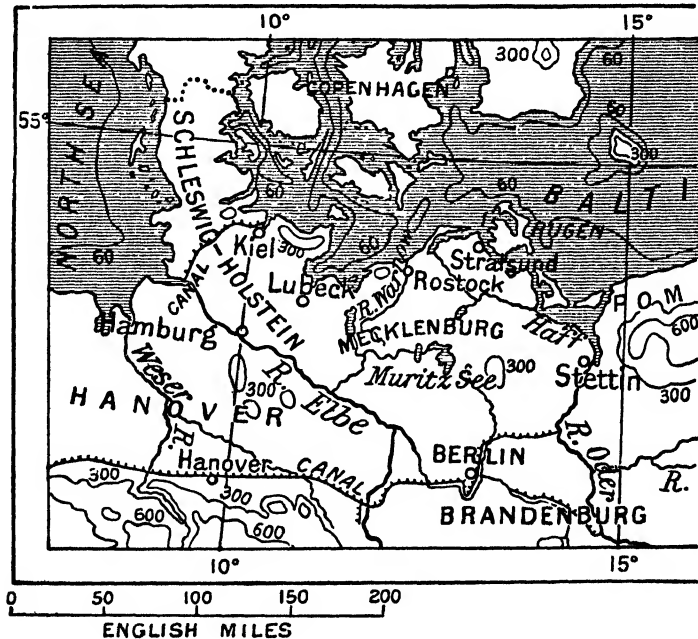 10° 15°
300 60
COPENHAGEN
60
55°
300
NORTH SEA
SCHLESWIG-HOLSTEIN
60
60
BALTI
60
RÜGEN
Kiel
300
60
Stralsund
CANAL
Lubeck
R. Warnow
Rostock
POM
Hamburg
MECKLENBURG
Haff
600
300
Stettin
300
Muritz See
300
R. Elbe
HANOVER
R. Weser
R. Oder
BERLIN
Hanover
CANAL
R.
300
300
600
600
300
BRANDENBURG
10° 15°
0 50 100 150 200
ENGLISH MILES